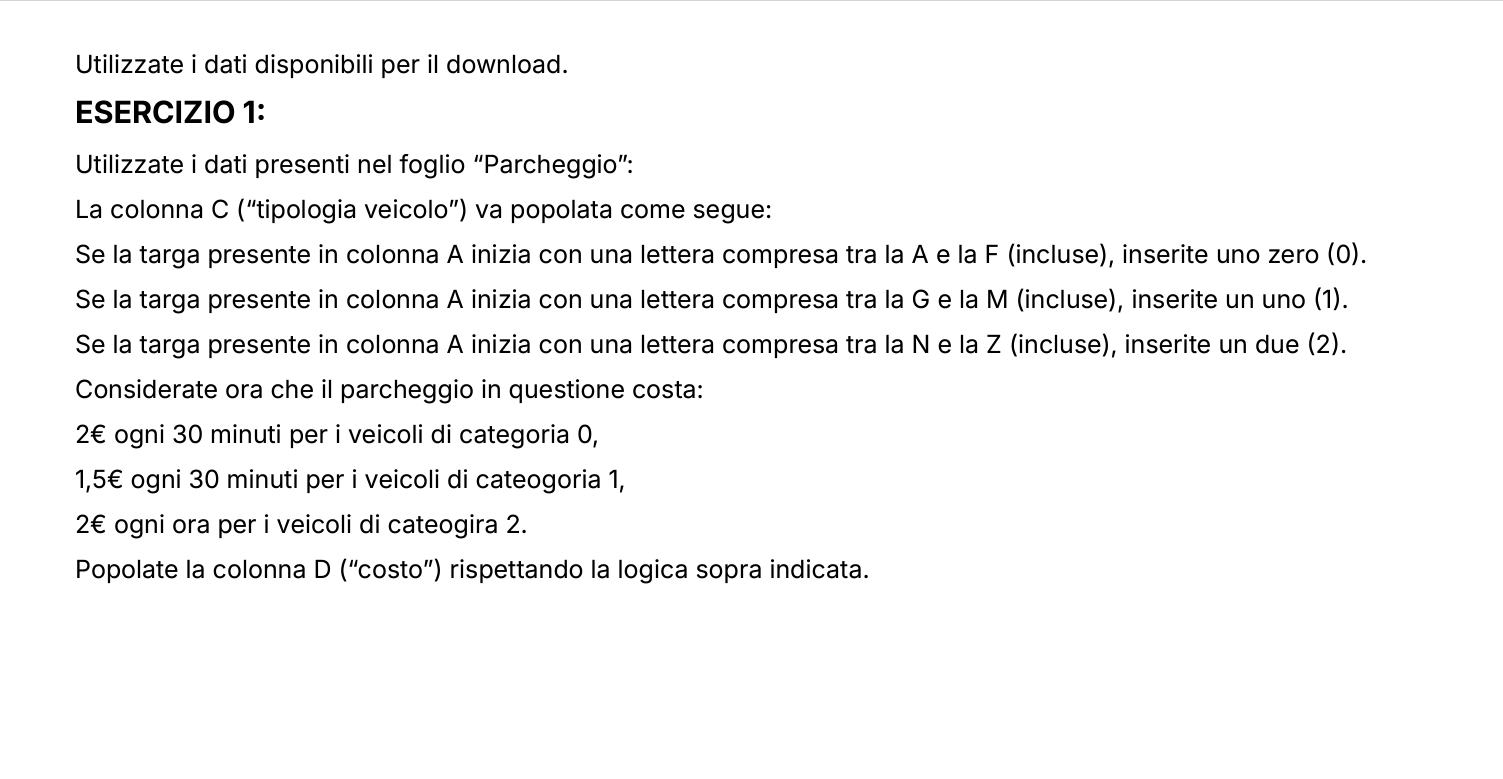 Utilizzate i dati disponibili per il download.
ESERCIZIO 1:
Utilizzate i dati presenti nel foglio “Parcheggio”:
La colonna C (“tipologia veicolo”) va popolata come segue:
Se la targa presente in colonna A inizia con una lettera compresa tra la A e la F (incluse), inserite uno zero (0).
Se la targa presente in colonna A inizia con una lettera compresa tra la G e la M (incluse), inserite un uno (1).
Se la targa presente in colonna A inizia con una lettera compresa tra la N e la Z (incluse), inserite un due (2).
Considerate ora che il parcheggio in questione costa:
2€ ogni 30 minuti per i veicoli di categoria 0,
1,5€ ogni 30 minuti per i veicoli di cateogoria 1,
2€ ogni ora per i veicoli di cateogira 2.
Popolate la colonna D (“costo”) rispettando la logica sopra indicata.